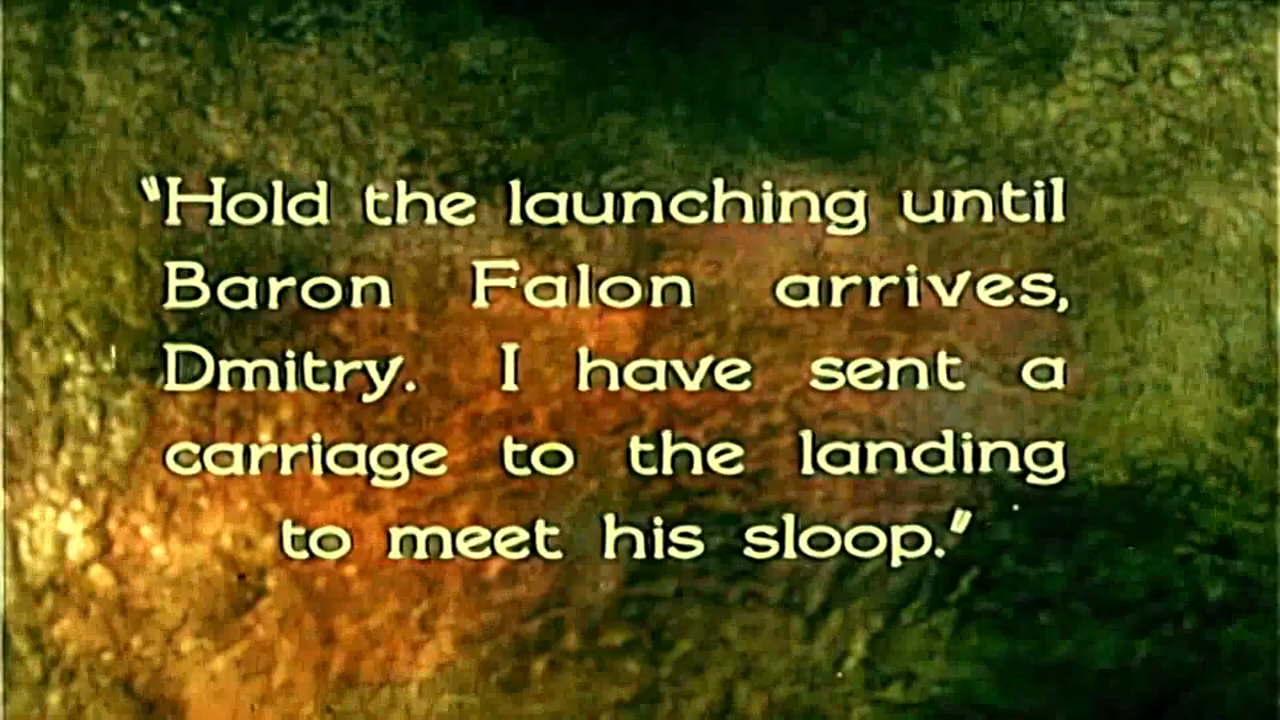 “Hold the launching until
Baron Falon arrives,
Dmitry. I have sent a
carriage to the landing
to meet his sloop.”